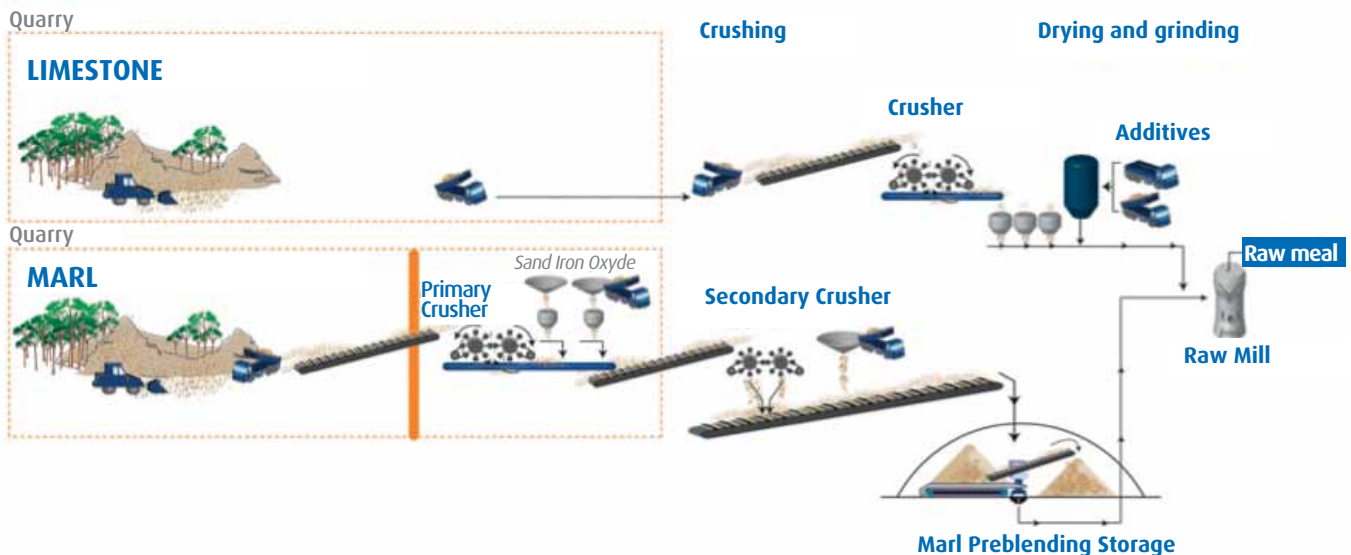 Quarry
LIMESTONE
Crushing
Drying and grinding
Crusher
Additives
Quarry
MARL
Primary
Crusher
Sand Iron Oxyde
Secondary Crusher
Raw meal
Raw Mill
Marl Preblending Storage